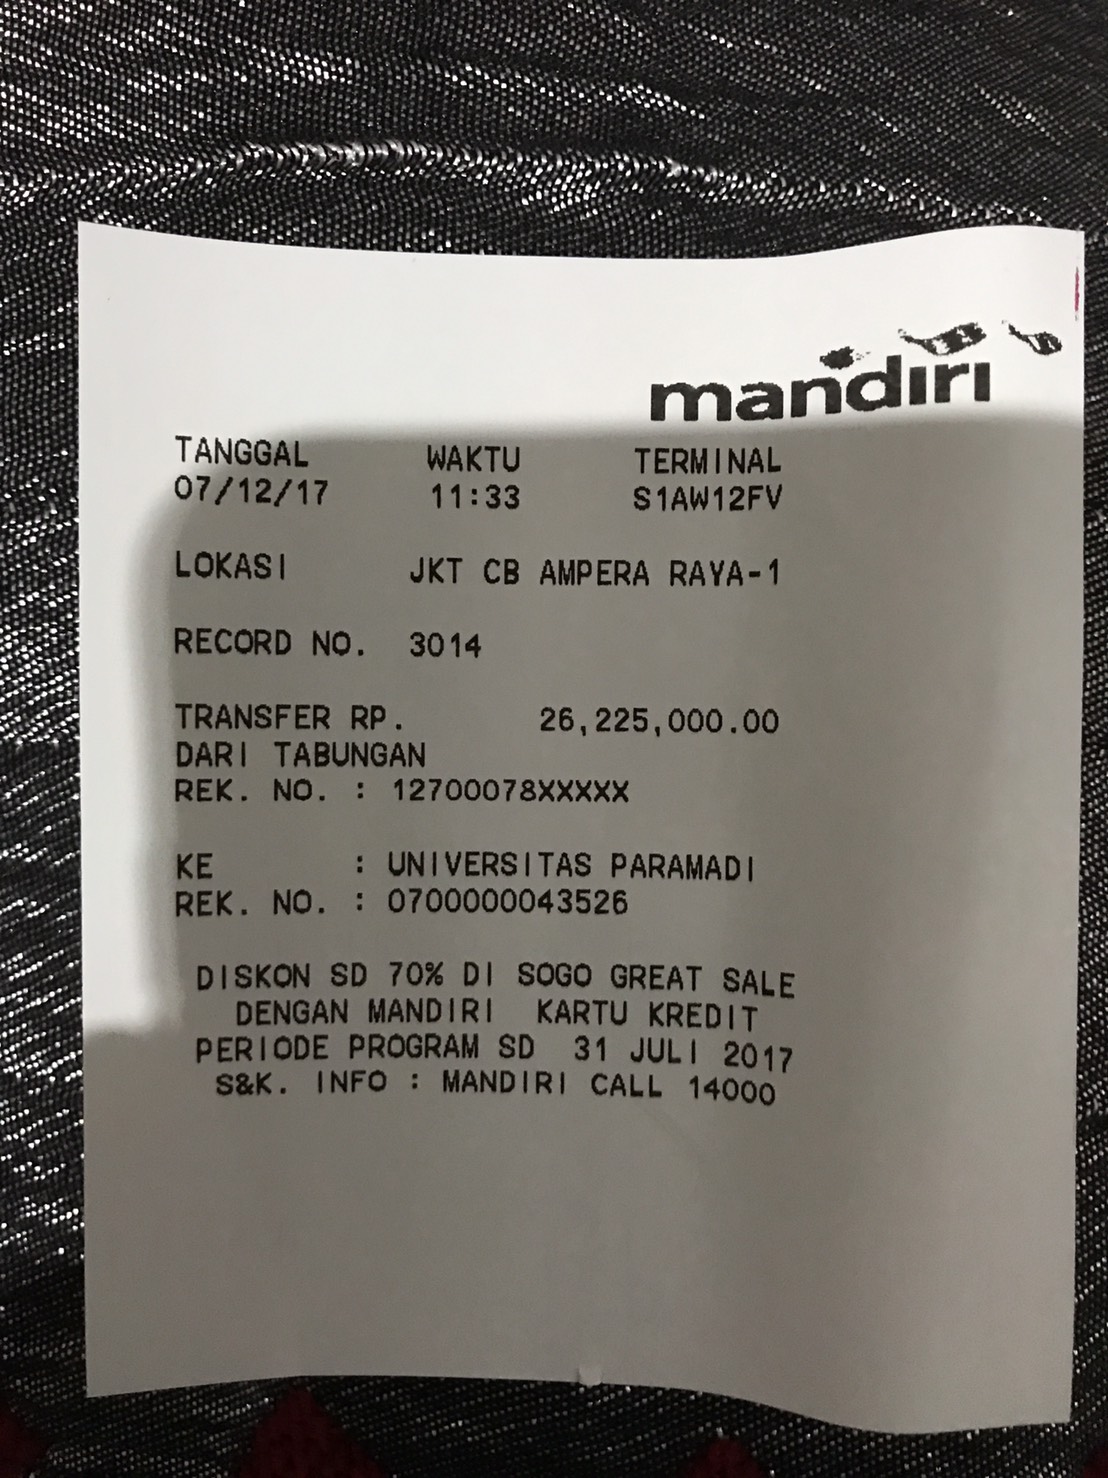 mandiri
TANGGAL WAKTU TERMINAL
07/12/17 11:33 S1AW12FV
LOKASI JKT CB AMPERA RAYA-1
RECORD NO. 3014
TRANSFER RP. 26,225,000.00
DARI TABUNGAN
REK. NO. : 12700078XXXXX
KE : UNIVERSITAS PARAMADI
REK. NO. : 0700000043526
DISKON SD 70% DI SOGO GREAT SALE
DENGAN MANDIRI KARTU KREDIT
PERIODE PROGRAM SD 31 JULI 2017
S&K. INFO : MANDIRI CALL 14000